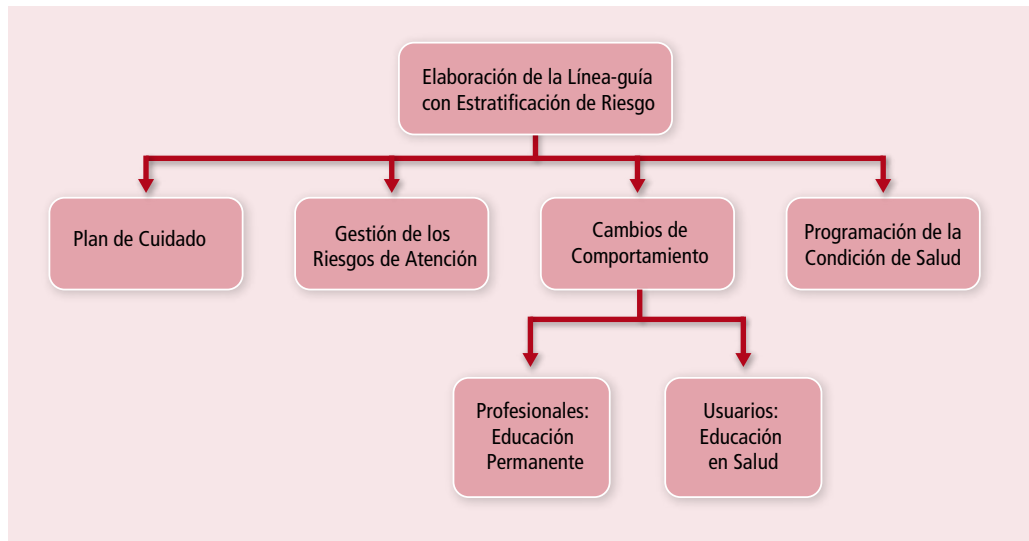 Elaboración de la Línea-guía
con Estratificación de Riesgo
Plan de Cuidado
Gestión de los
Riesgos de Atención
Cambios de
Comportamiento
Programación de la
Condición de Salud
Profesionales:
Educación
Permanente
Usuarios:
Educación
en Salud